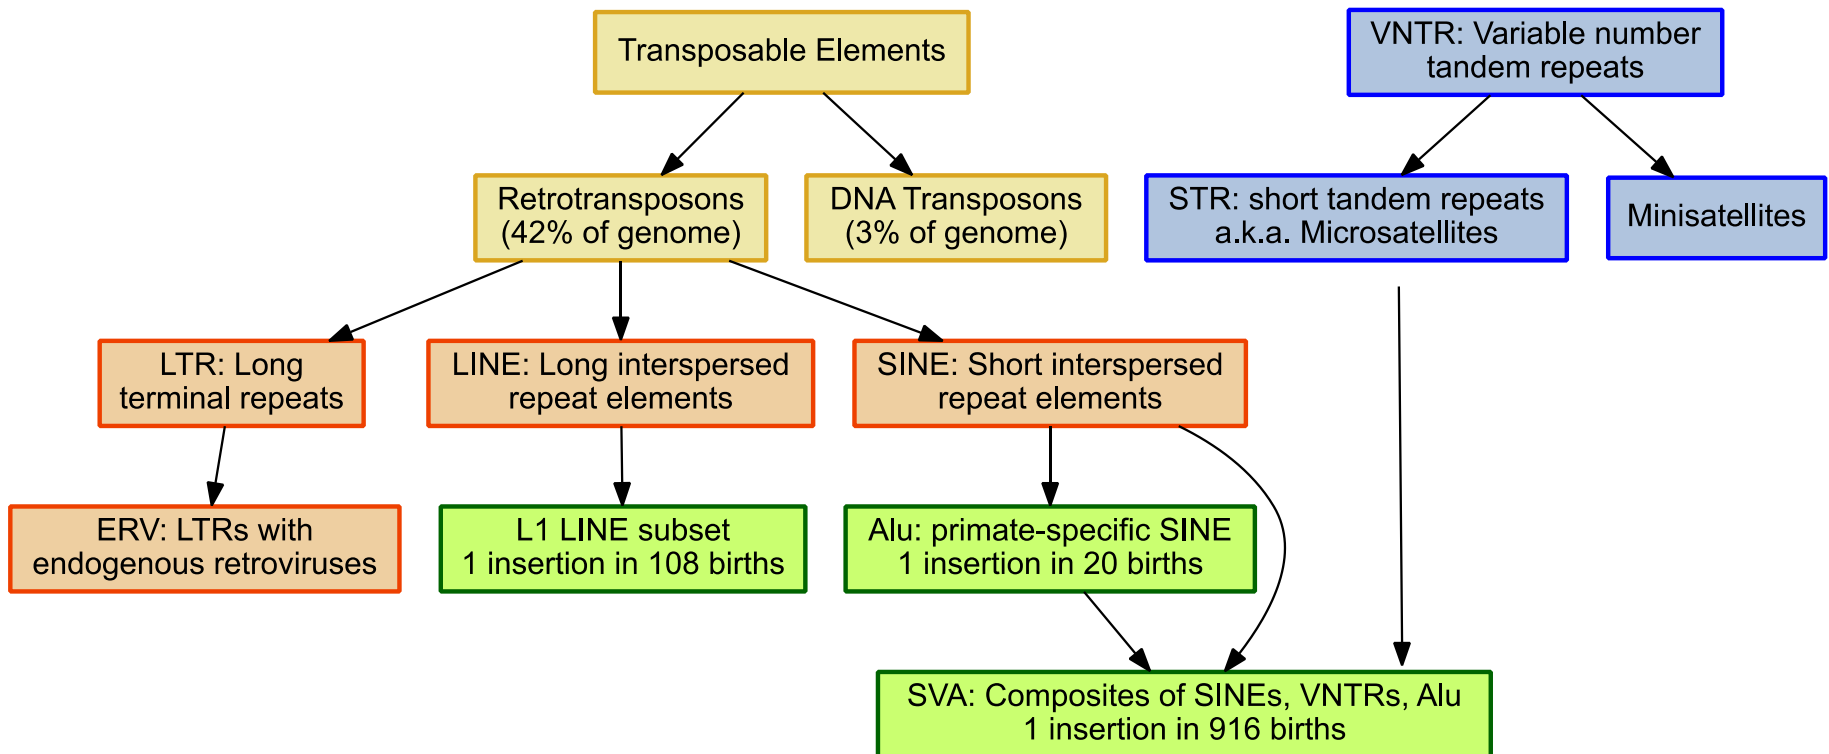 Transposable Elements
VNTR: Variable number
tandem repeats
Retrotransposons
(42% of genome)
DNA Transposons
(3% of genome)
STR: short tandem repeats
a.k.a. Microsatellites
Minisatellites
LTR: Long
terminal repeats
LINE: Long interspersed
repeat elements
SINE: Short interspersed
repeat elements
ERV: LTRs with
endogenous retroviruses
L1 LINE subset
1 insertion in 108 births
Alu: primate-specific SINE
1 insertion in 20 births
SVA: Composites of SINEs, VNTRs, Alu
1 insertion in 916 births